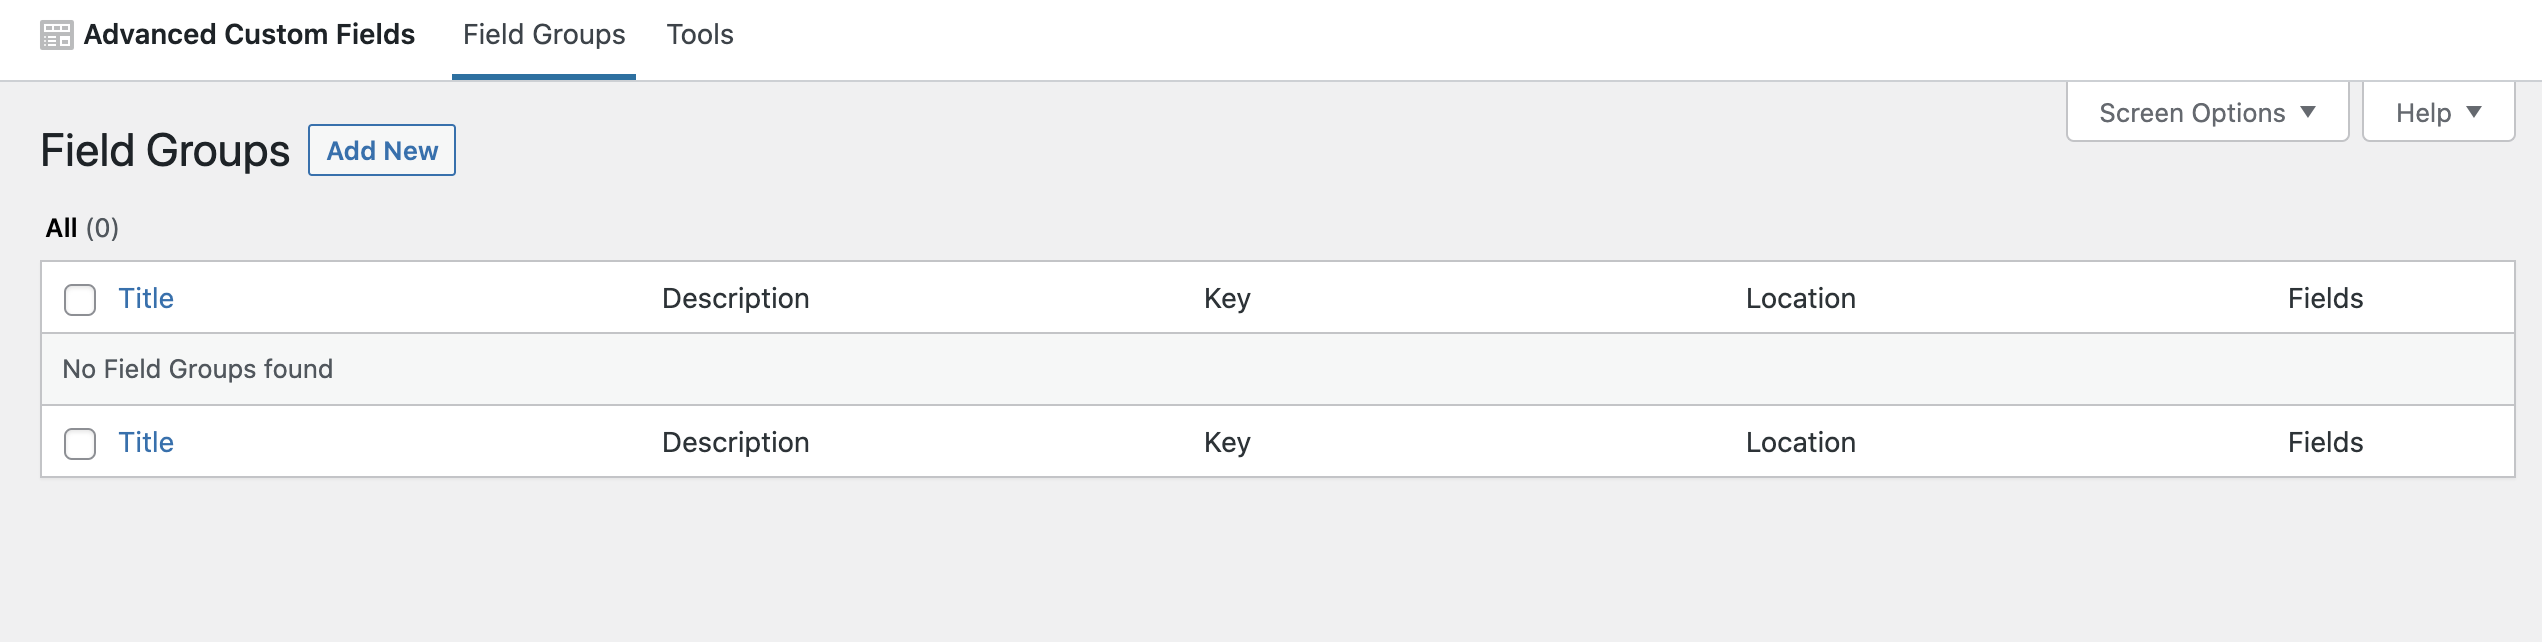 Advanced Custom Fields Field Groups Tools
Screen Options Help
Field Groups Add New
All (0)
Title Description Key Location Fields
No Field Groups found
Title Description Key Location Fields